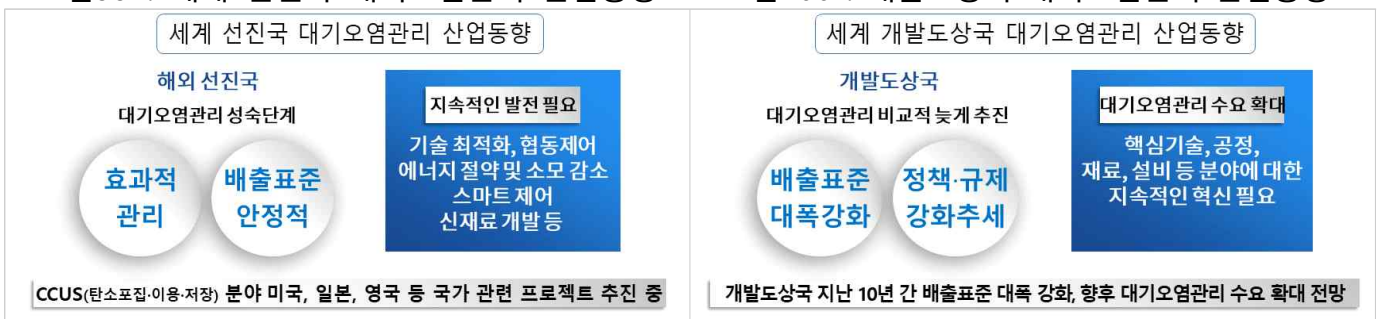 세계 선진국 대기오염관리 산업동향
해외 선진국
대기오염관리 성숙단계
효과적
관리
배출표준
안정적
지속적인 발전 필요
기술 최적화, 협동제어
에너지 절약 및 소모 감소
스마트 제어
신재료 개발 등
CCUS(탄소포집·이용·저장) 분야 미국, 일본, 영국 등 국가 관련 프로젝트 추진 중
세계 개발도상국 대기오염관리 산업동향
개발도상국
대기오염관리 비교적 늦게 추진
배출표준
대폭강화
정책·규제
강화추세
대기오염관리 수요 확대
핵심기술, 공정,
재료, 설비 등 분야에 대한
지속적인 혁신 필요
개발도상국 지난 10년 간 배출표준 대폭 강화, 향후 대기오염관리 수요 확대 전망